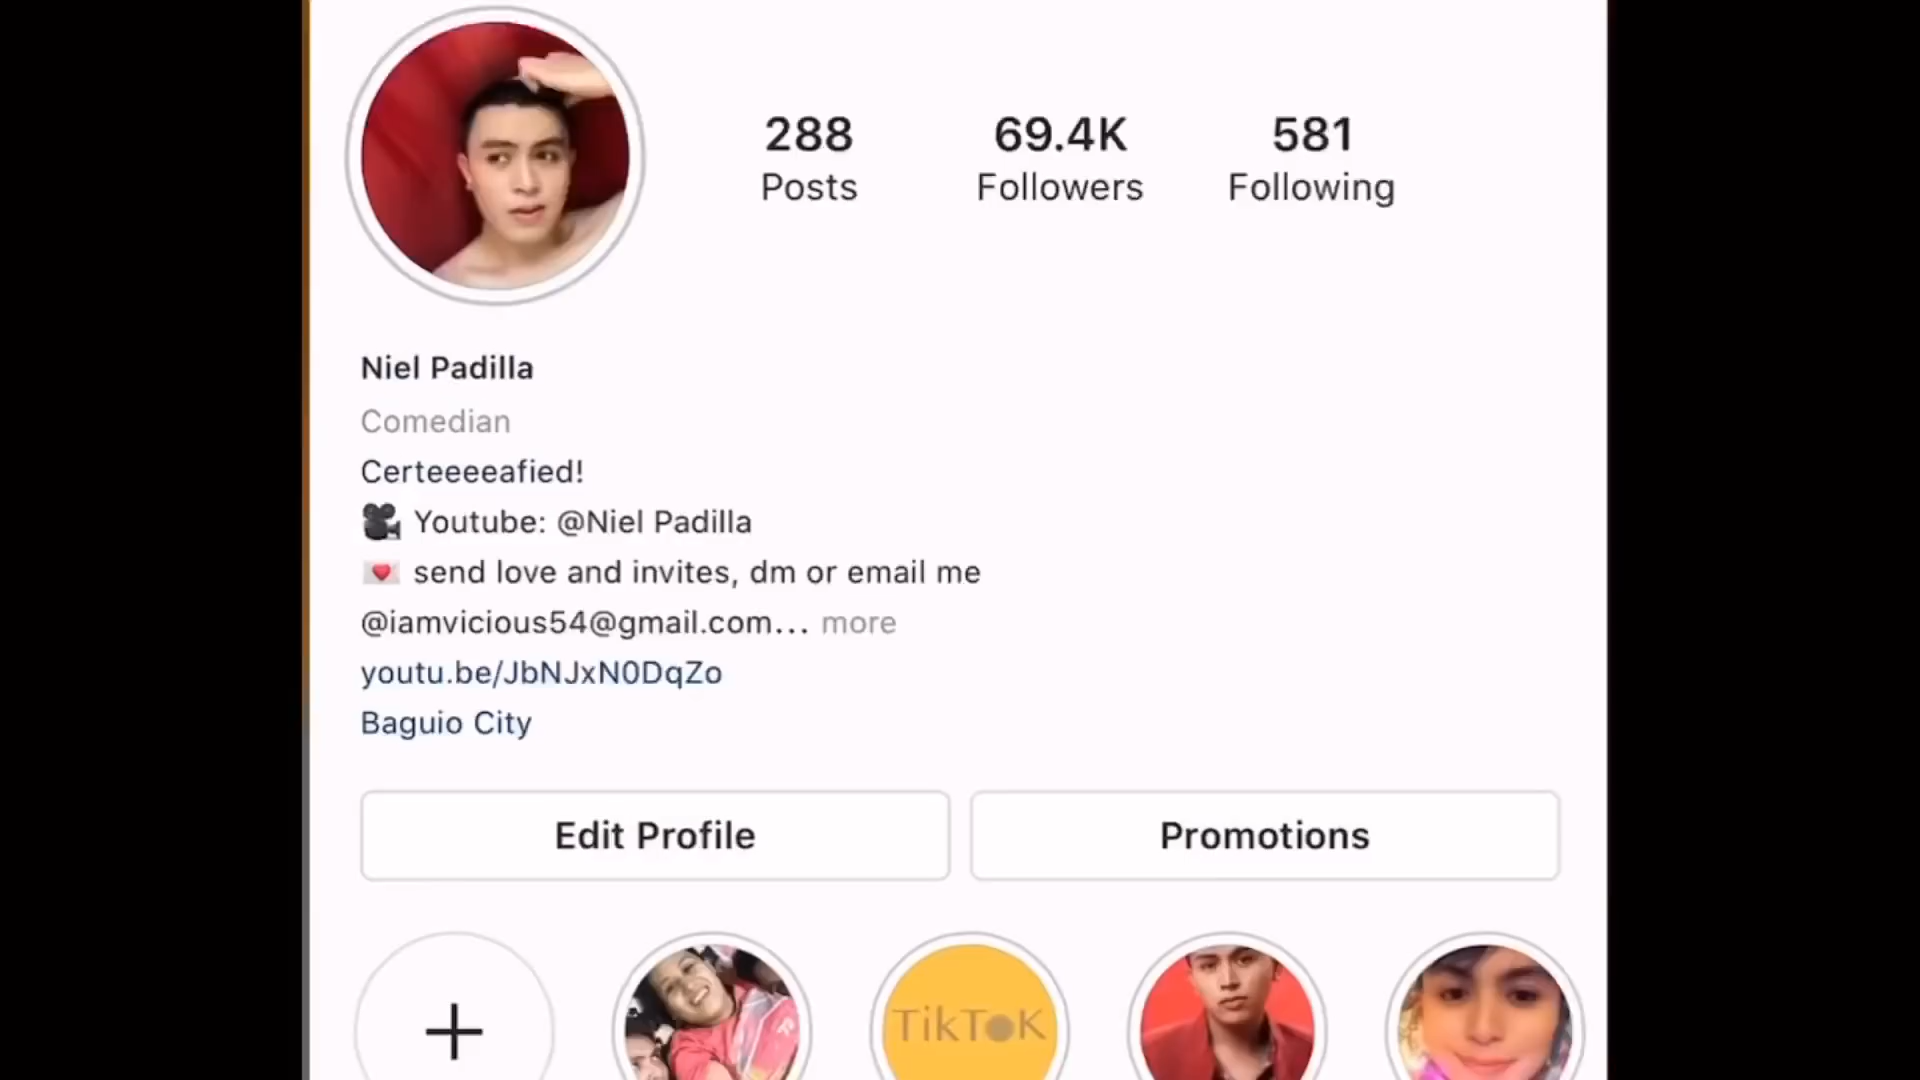 288
Posts
69.4K
Followers
581
Following
Niel Padilla
Comedian
Certeeeeafied!
Youtube: @Niel Padilla
send love and invites, dm or email me
@iamvicious54@gmail.com... more
youtu.be/JbNJxN0DqZo
Baguio City
Edit Profile
Promotions
TikToK